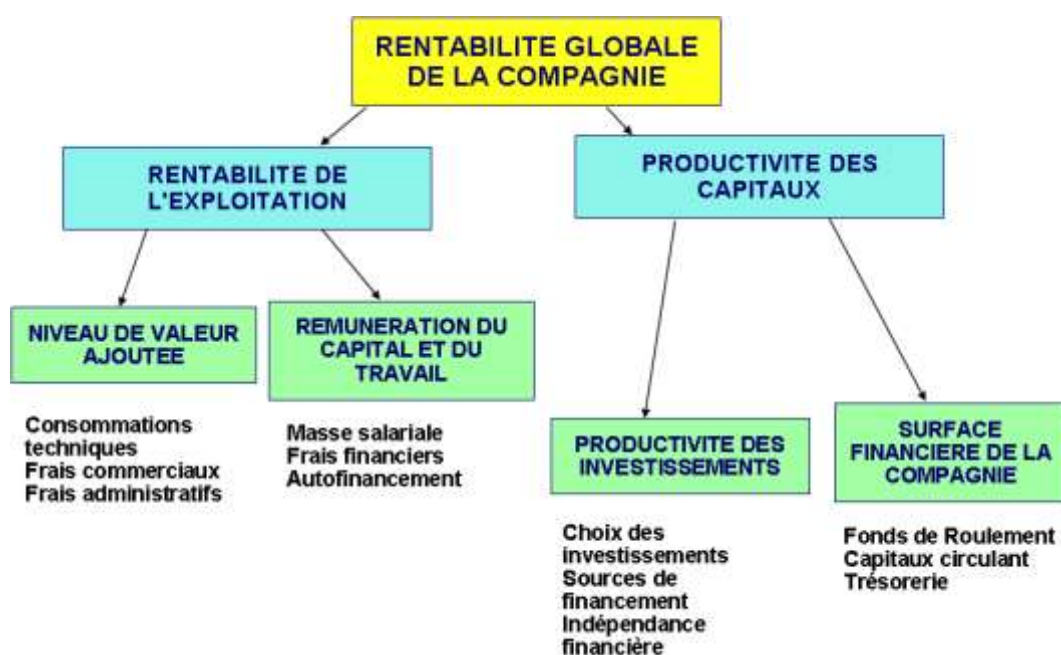 RENTABILITE GLOBALE
DE LA COMPAGNIE
RENTABILITE DE
L'EXPLOITATION
PRODUCTIVITE DES
CAPITAUX
NIVEAU DE VALEUR
AJOUTEE
REMUNERATION DU
CAPITAL ET DU
TRAVAIL
Consommations
techniques
Frais commerciaux
Frais administratifs
Masse salariale
Frais financiers
Autofinancement
PRODUCTIVITE DES
INVESTISSEMENTS
SURFACE
FINANCIERE DE LA
COMPAGNIE
Choix des
investissements
Sources de
financement
Indépendance
financière
Fonds de Roulement
Capitaux circulant
Trésorerie